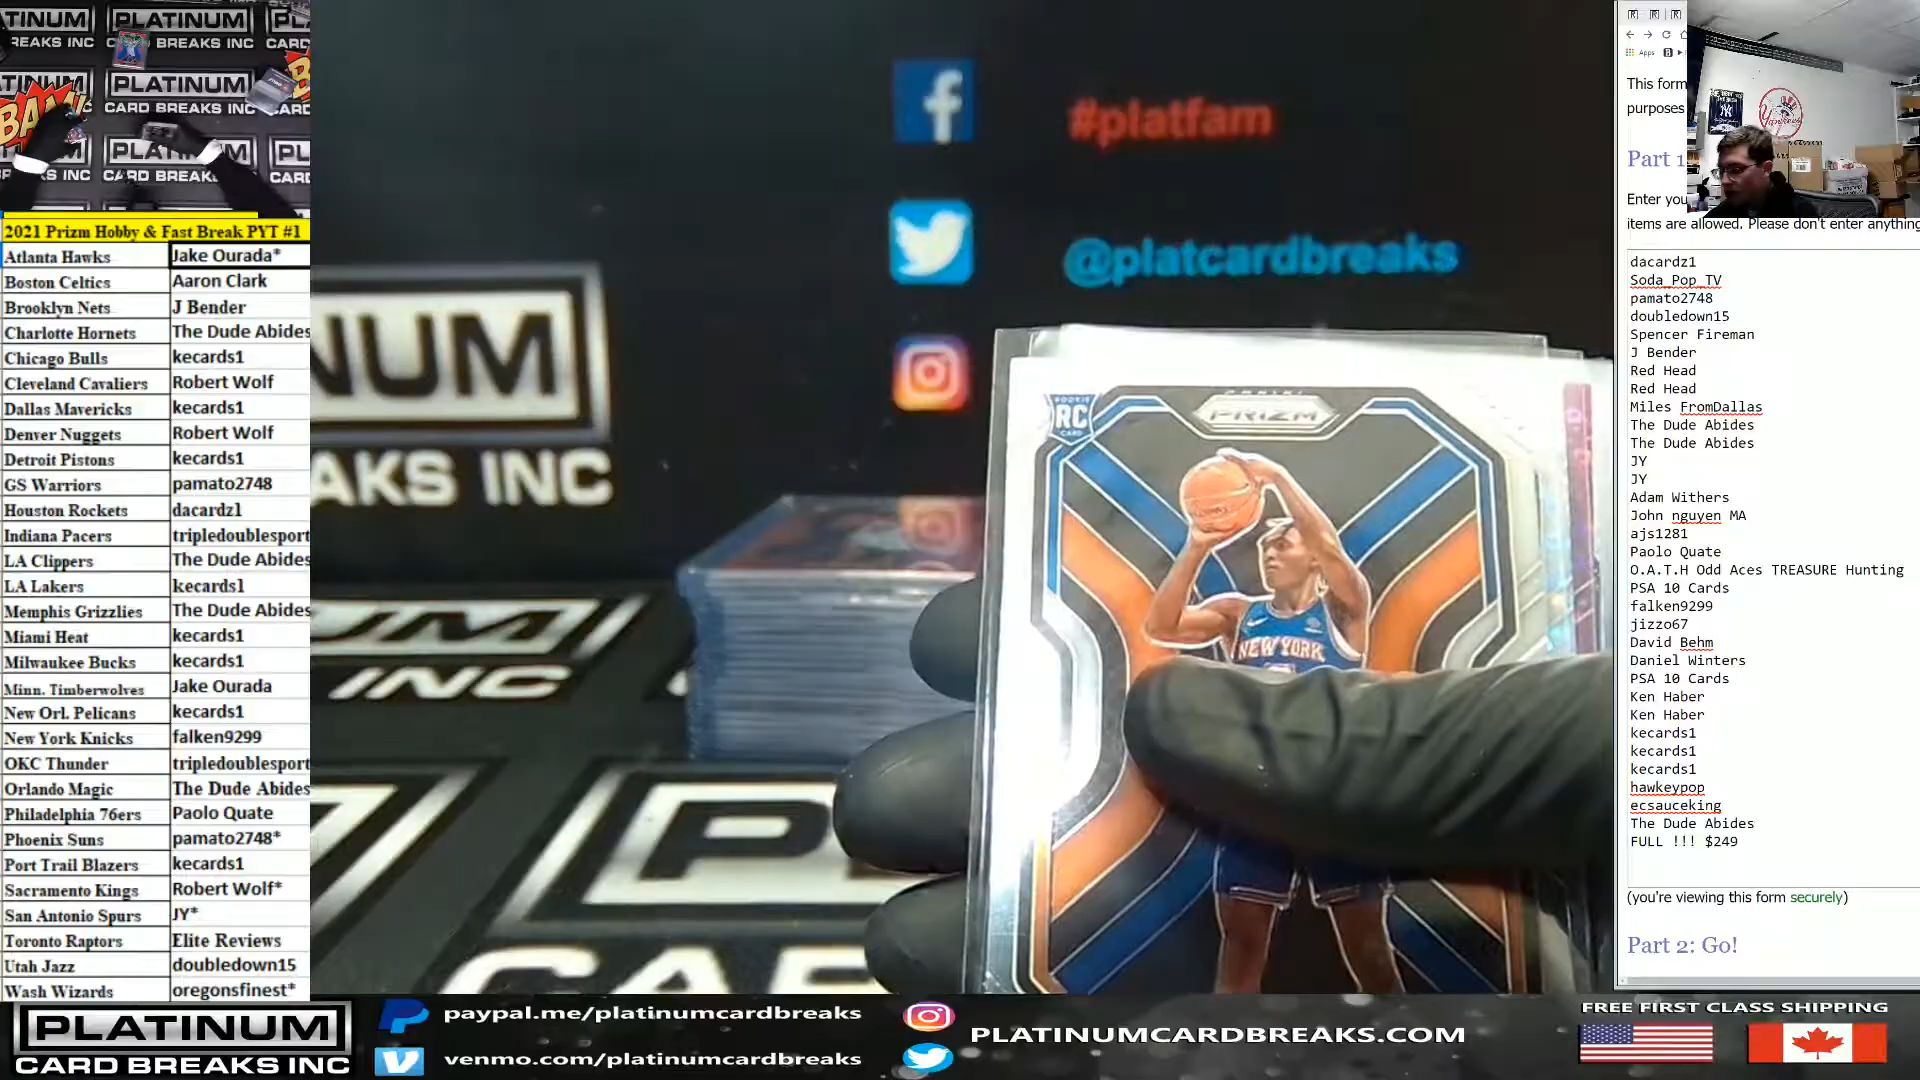 PLATINUM
CARD BREAKS INC
2021 Prizm Hobby & Fast Break PYT #1
Atlanta Hawks Jake Ourada*
Boston Celtics Aaron Clark
Brooklyn Nets J Bender
Charlotte Hornets The Dude Abides
Chicago Bulls kecards1
Cleveland Cavaliers Robert Wolf
Dallas Mavericks kecards1
Denver Nuggets Robert Wolf
Detroit Pistons kecards1
GS Warriors pamato2748
Houston Rockets dacardz1
Indiana Pacers tripledoublesport
LA Clippers The Dude Abides
LA Lakers kecards1
Memphis Grizzlies The Dude Abides
Miami Heat kecards1
Milwaukee Bucks kecards1
Minn. Timberwolves Jake Ourada
New Orl. Pelicans kecards1
New York Knicks falken9299
OKC Thunder tripledoublesport
Orlando Magic The Dude Abides
Philadelphia 76ers Paolo Quate
Phoenix Suns pamato2748*
Port Trail Blazers kecards1
Sacramento Kings Robert Wolf*
San Antonio Spurs JY*
Toronto Raptors Elite Reviews
Utah Jazz doubledown15
Wash Wizards oregonsfinest*
#platfam
@platcardbreaks
NUM
AKS INC
UM
INC
P
CAR
ROOKIE
RC
CARD
PANINI
PRIZM
NEW YORK
Apps
This form
purposes
Part 1
Enter you
items are allowed. Please don't enter anything
dacardz1
Soda_Pop_TV
pamato2748
doubledown15
Spencer Fireman
J Bender
Red Head
Red Head
Miles FromDallas
The Dude Abides
The Dude Abides
JY
JY
Adam Withers
John nguyen MA
ajs1281
Paolo Quate
O.A.T.H Odd Aces TREASURE Hunting
PSA 10 Cards
falken9299
jizzo67
David Behm
Daniel Winters
PSA 10 Cards
Ken Haber
Ken Haber
kecards1
kecards1
kecards1
hawkeypop
ecsauceking
The Dude Abides
FULL !!! $249
(you're viewing this form securely)
Part 2: Go!
PLATINUM
CARD BREAKS INC
paypal.me/platinumcardbreaks
venmo.com/platinumcardbreaks
PLATINUMCARDBREAKS.COM
FREE FIRST CLASS SHIPPING